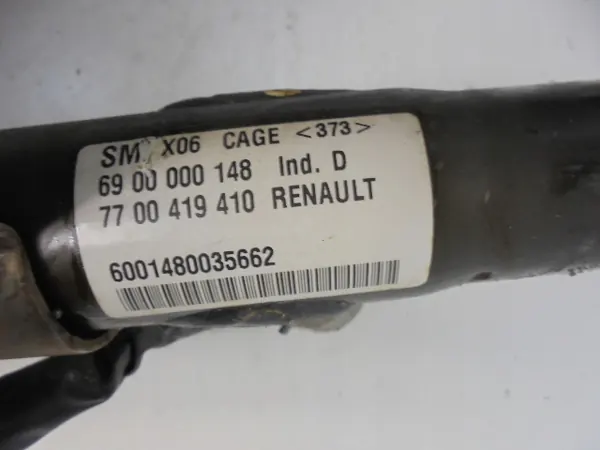 SM X06 CAGE <373>
69 00 000 148 Ind. D
77 00 419 410 RENAULT
6001480035662